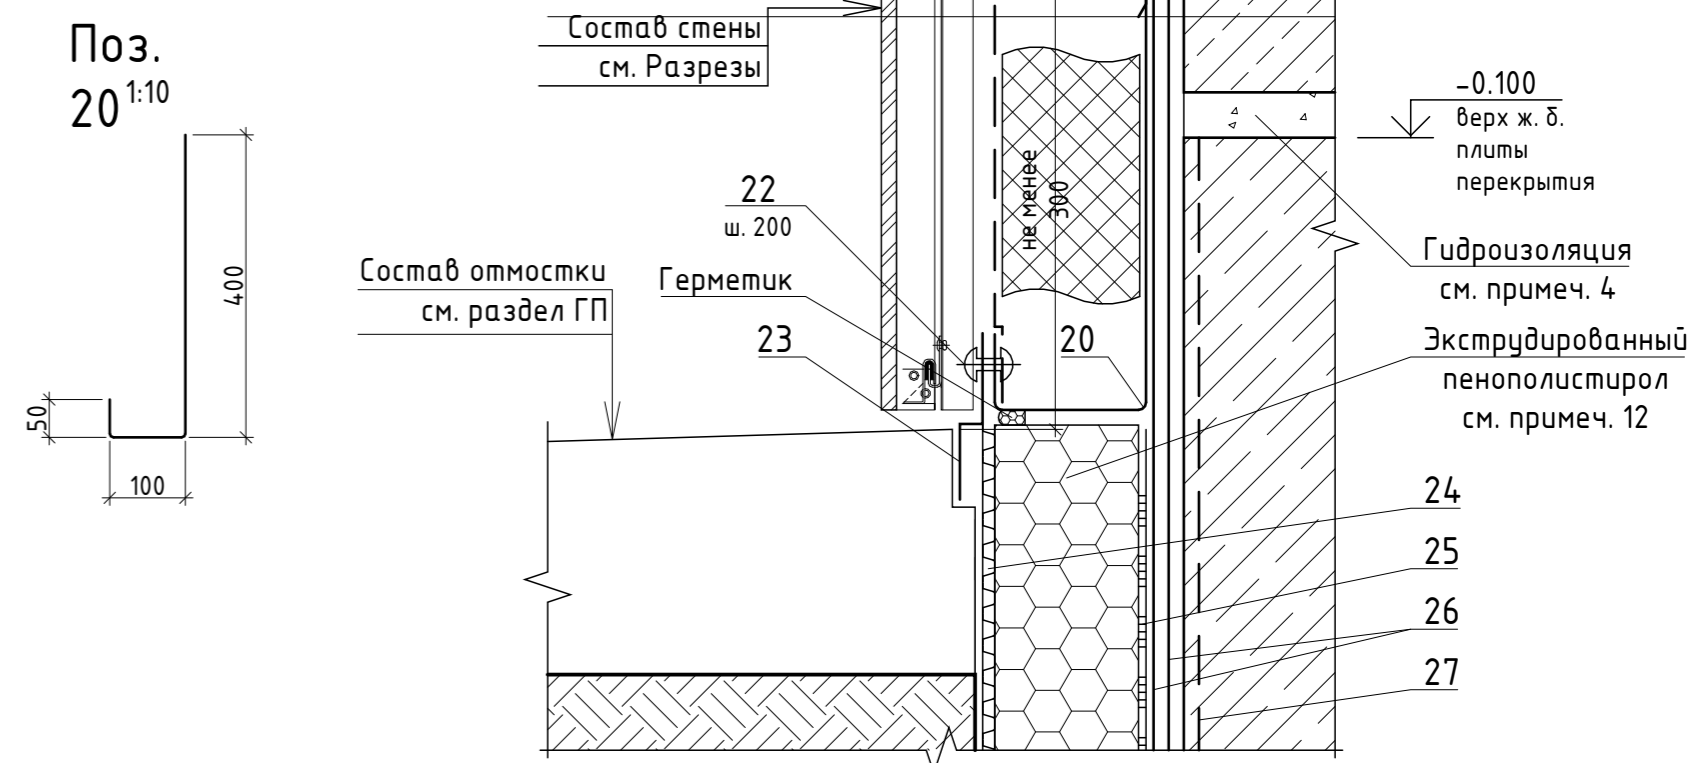 Поз.
20 1:10
400
50
100
Состав стены
см. Разрезы
22
ш. 200
Состав отмостки
см. раздел ГП
Герметик
23
не менее
300
20
-0.100
верх ж. б.
плиты
перекрытия
Гидроизоляция
см. примеч. 4
Экструдированный
пенополистирол
см. примеч. 12
24
25
26
27